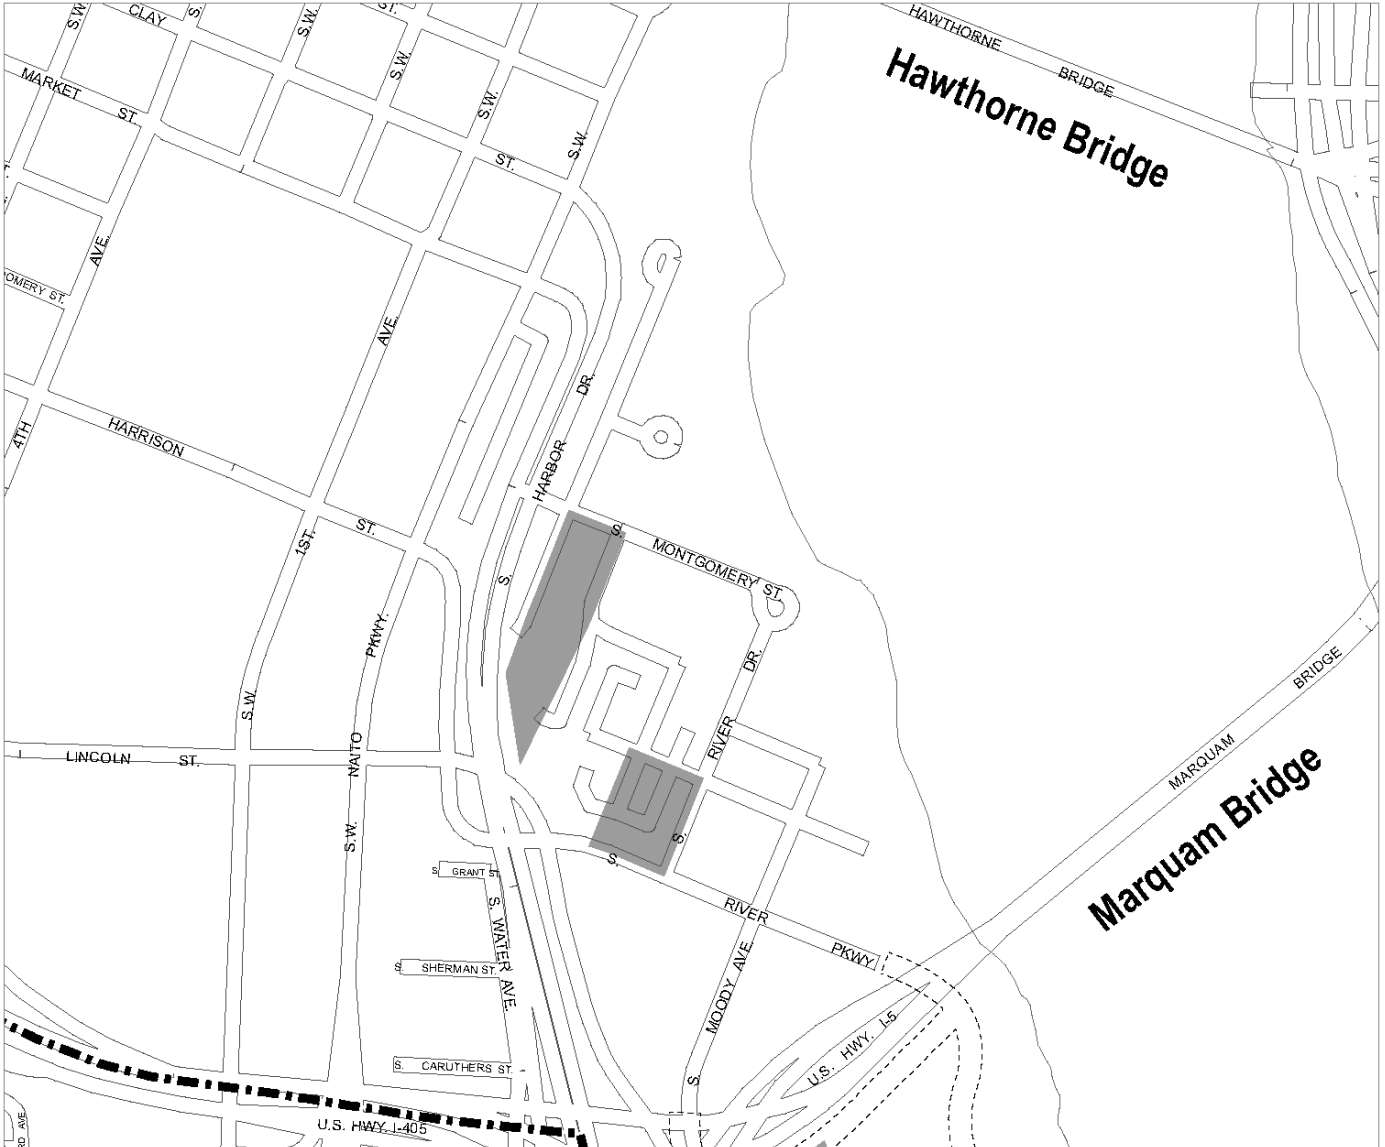 S.W.
CLAY
S.
S.W.
ST.
HAWTHORNE
BRIDGE
Hawthorne Bridge
MARKET
ST.
S.W.
S.W.
S.W.
ST.
AVE.
OMERY ST.
AVE.
DR.
HARBOR
S.
4TH
HARRISON
ST.
1ST.
S.
MONTGOMERY
ST.
PKWY.
DR.
RIVER
S.
BRIDGE
MARQUAM
Marquam Bridge
S.W.
NAITO
S.W.
LINCOLN
ST.
S.
RIVER
PKWY
S. GRANT ST.
S. WATER AVE.
S. SHERMAN ST.
S. CARUTHERS ST.
MOODY AVE.
S.
U.S. HWY. I-5
U.S. HWY. I-405
RD AVE